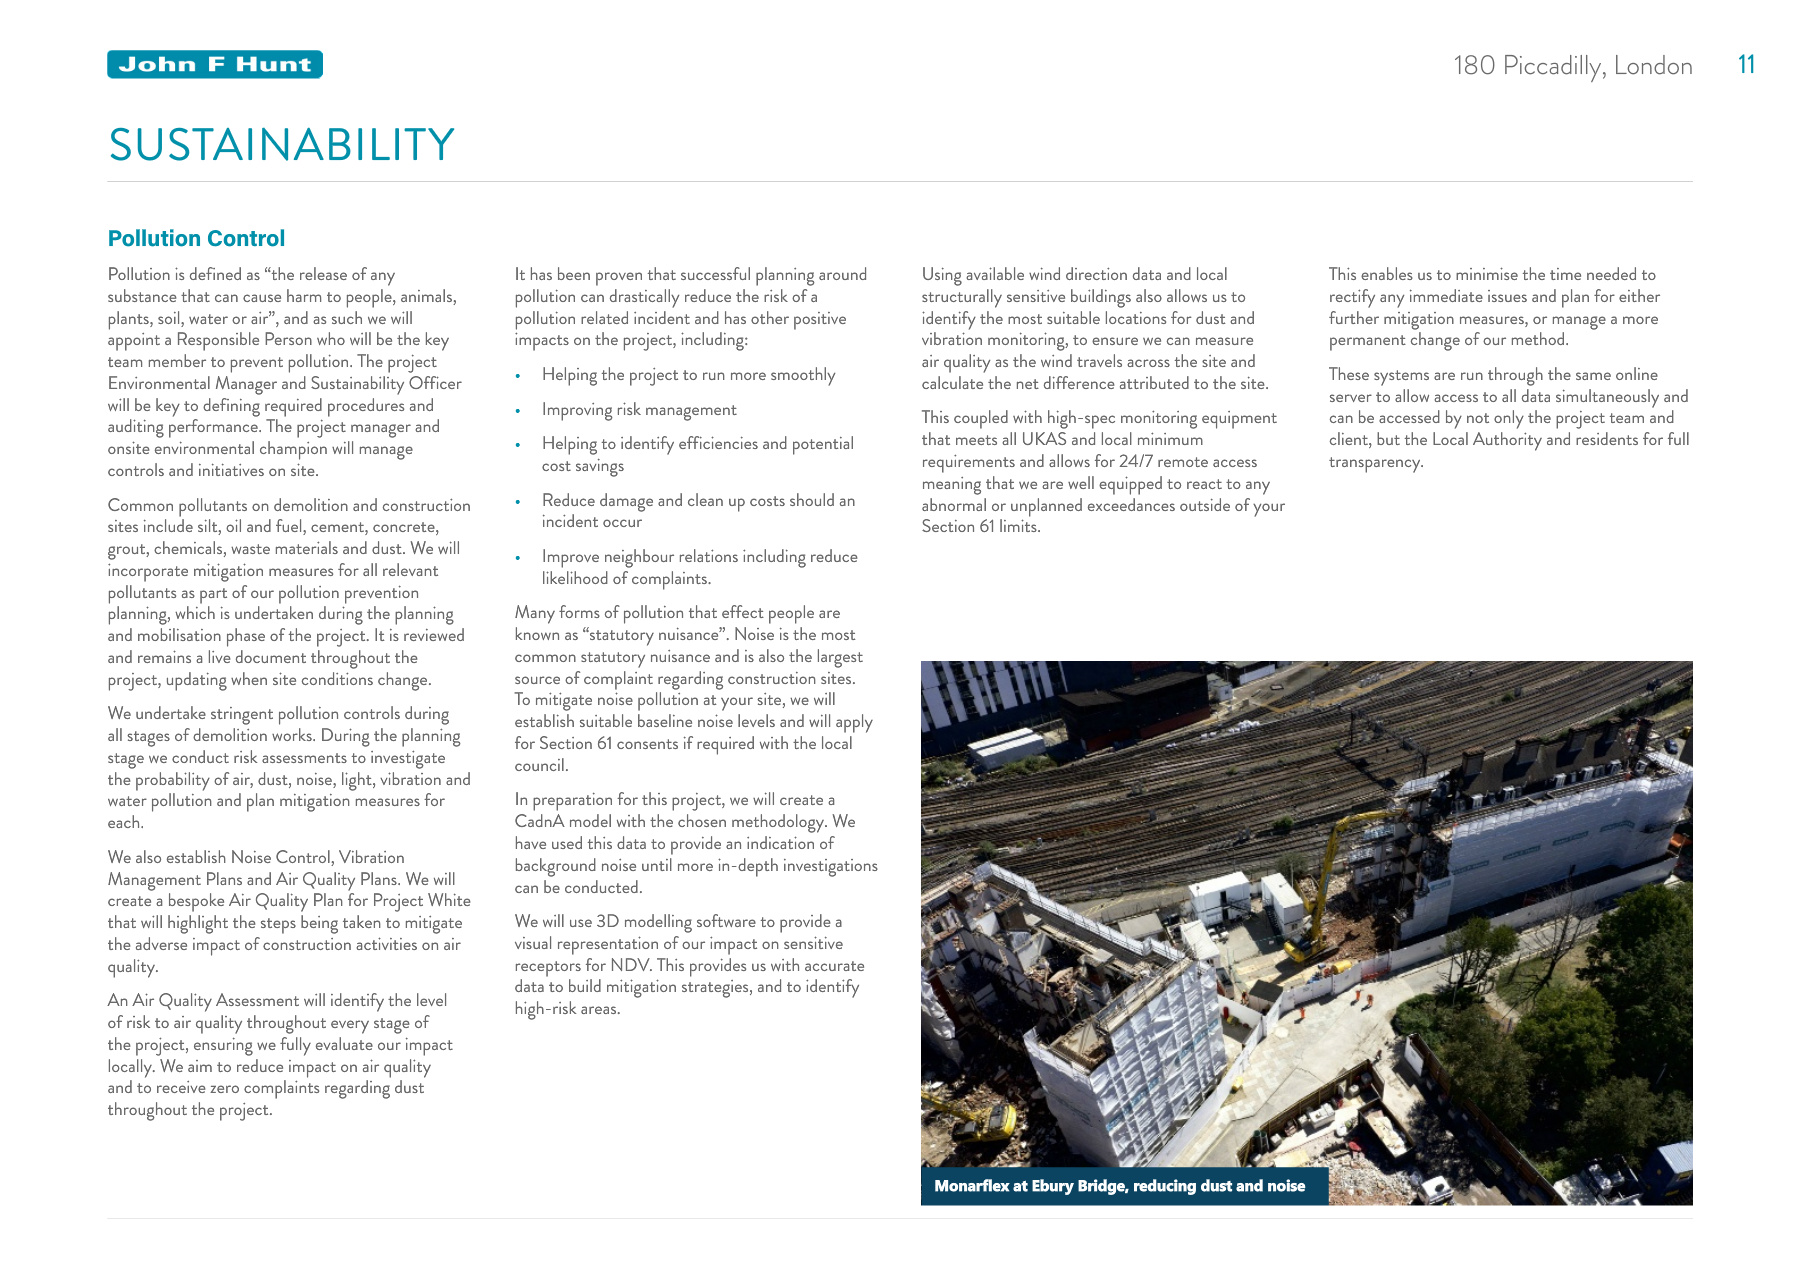 John F Hunt
180 Piccadilly, London
11
SUSTAINABILITY
Pollution Control
Pollution is defined as “the release of any
substance that can cause harm to people, animals,
plants, soil, water or air”, and as such we will
appoint a Responsible Person who will be the key
team member to prevent pollution. The project
Environmental Manager and Sustainability Officer
will be key to defining required procedures and
auditing performance. The project manager and
onsite environmental champion will manage
controls and initiatives on site.
Common pollutants on demolition and construction
sites include silt, oil and fuel, cement, concrete,
grout, chemicals, waste materials and dust. We will
incorporate mitigation measures for all relevant
pollutants as part of our pollution prevention
planning, which is undertaken during the planning
and mobilisation phase of the project. It is reviewed
and remains a live document throughout the
project, updating when site conditions change.
We undertake stringent pollution controls during
all stages of demolition works. During the planning
stage we conduct risk assessments to investigate
the probability of air, dust, noise, light, vibration and
water pollution and plan mitigation measures for
each.
We also establish Noise Control, Vibration
Management Plans and Air Quality Plans. We will
create a bespoke Air Quality Plan for Project White
that will highlight the steps being taken to mitigate
the adverse impact of construction activities on air
quality.
An Air Quality Assessment will identify the level
of risk to air quality throughout every stage of
the project, ensuring we fully evaluate our impact
locally. We aim to reduce impact on air quality
and to receive zero complaints regarding dust
throughout the project.
It has been proven that successful planning around
pollution can drastically reduce the risk of a
pollution related incident and has other positive
impacts on the project, including:
• Helping the project to run more smoothly
• Improving risk management
• Helping to identify efficiencies and potential
cost savings
• Reduce damage and clean up costs should an
incident occur
• Improve neighbour relations including reduce
likelihood of complaints.
Many forms of pollution that effect people are
known as “statutory nuisance”. Noise is the most
common statutory nuisance and is also the largest
source of complaint regarding construction sites.
To mitigate noise pollution at your site, we will
establish suitable baseline noise levels and will apply
for Section 61 consents if required with the local
council.
In preparation for this project, we will create a
CadnA model with the chosen methodology. We
have used this data to provide an indication of
background noise until more in-depth investigations
can be conducted.
We will use 3D modelling software to provide a
visual representation of our impact on sensitive
receptors for NDV. This provides us with accurate
data to build mitigation strategies, and to identify
high-risk areas.
Using available wind direction data and local
structurally sensitive buildings also allows us to
identify the most suitable locations for dust and
vibration monitoring, to ensure we can measure
air quality as the wind travels across the site and
calculate the net difference attributed to the site.
This coupled with high-spec monitoring equipment
that meets all UKAS and local minimum
requirements and allows for 24/7 remote access
meaning that we are well equipped to react to any
abnormal or unplanned exceedances outside of your
Section 61 limits.
This enables us to minimise the time needed to
rectify any immediate issues and plan for either
further mitigation measures, or manage a more
permanent change of our method.
These systems are run through the same online
server to allow access to all data simultaneously and
can be accessed by not only the project team and
client, but the Local Authority and residents for full
transparency.
Monarflex at Ebury Bridge, reducing dust and noise